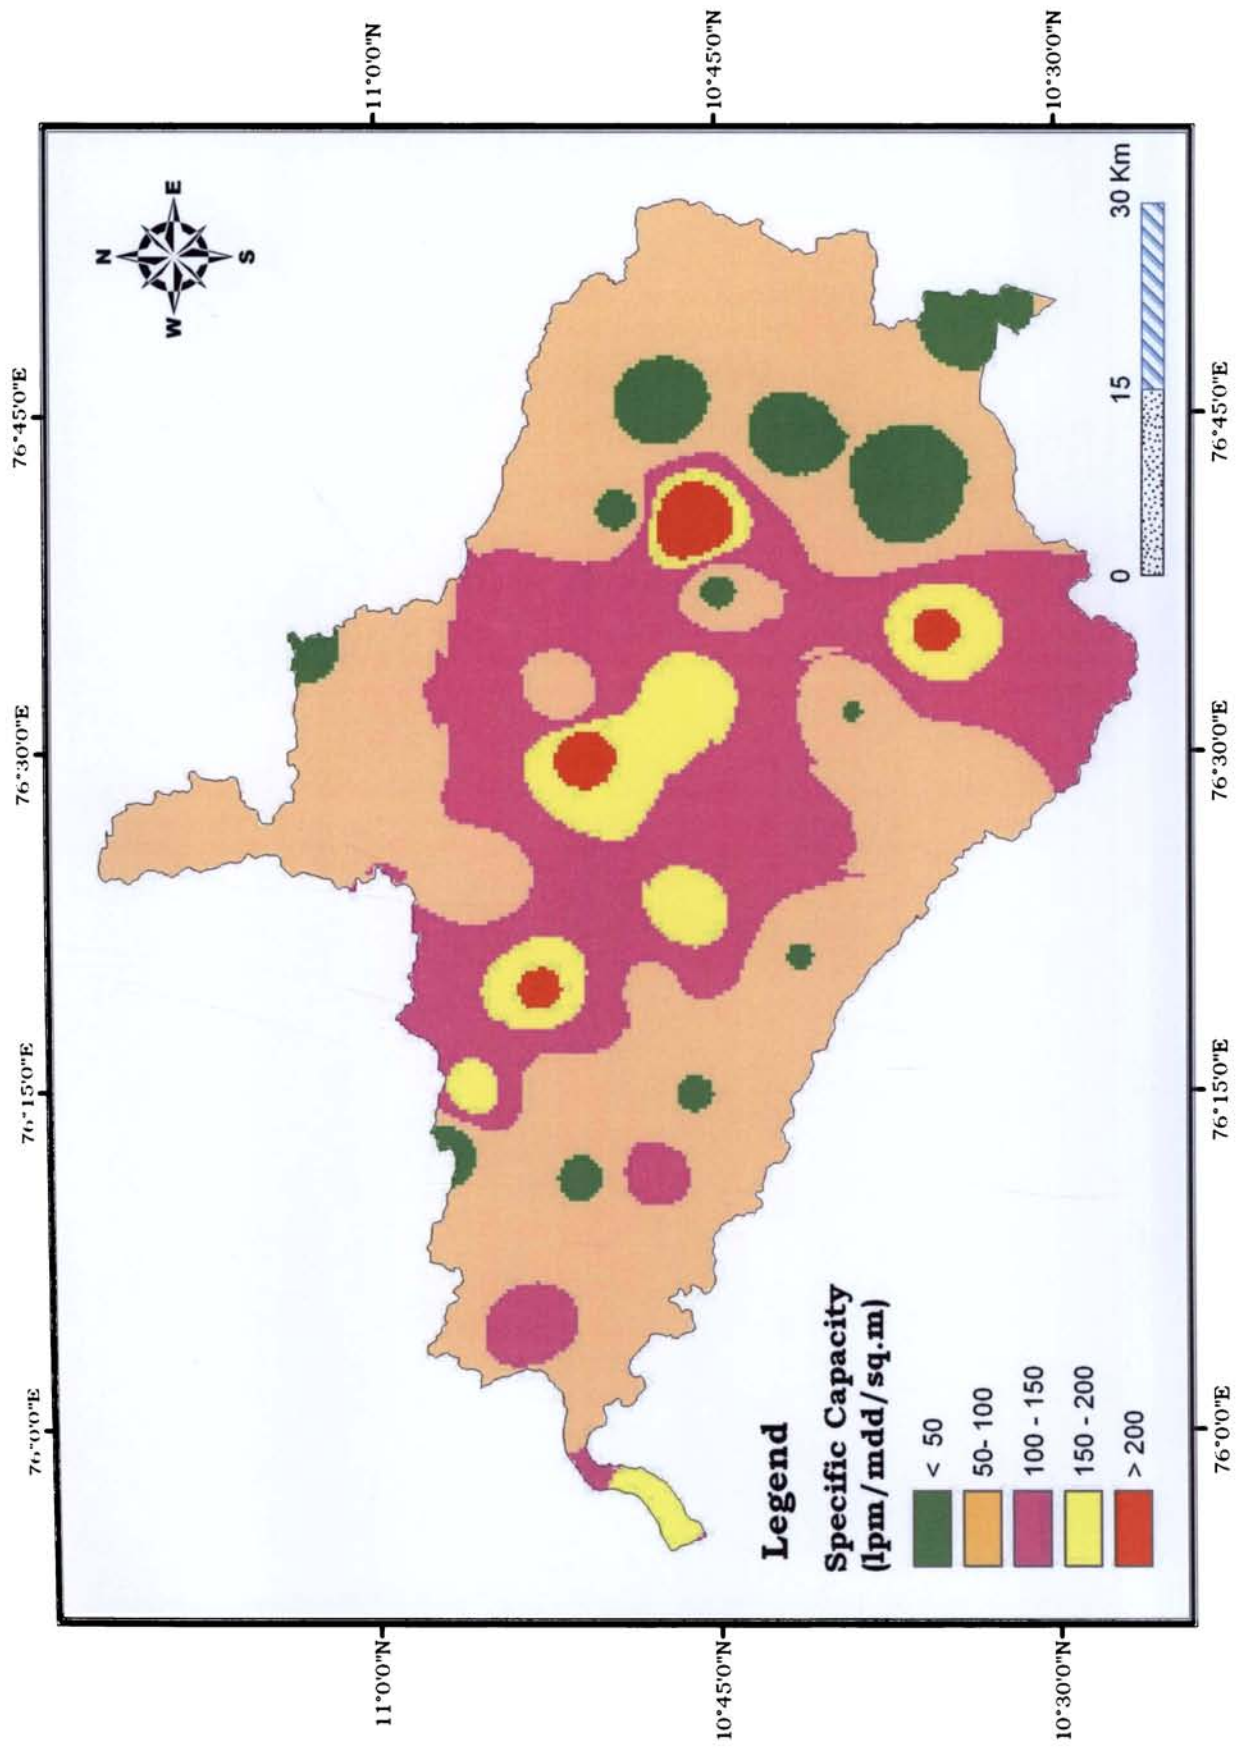 76°0'0"E
76°15'0"E
76°30'0"E
76°45'0"E
N
W
E
S
11°0'0"N
11°0'0"N
10°45'0"N
10°45'0"N
10°30'0"N
10°30'0"N
Legend
Specific Capacity
(lpm/mdd/sq.m)
< 50
50- 100
100 - 150
150 - 200
> 200
0 15 30 Km
76°0'0"E
76°15'0"E
76°30'0"E
76°45'0"E